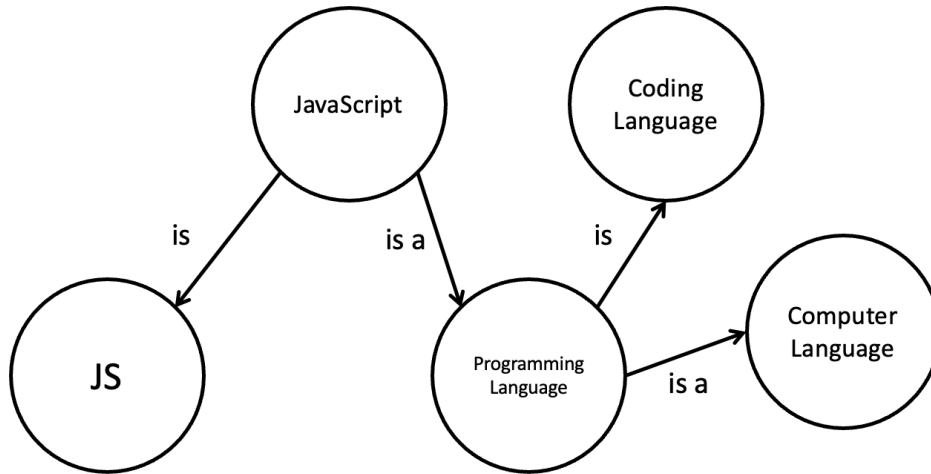 JavaScript
Coding
Language
is
is a
is
JS
Programming
Language
is a
Computer
Language